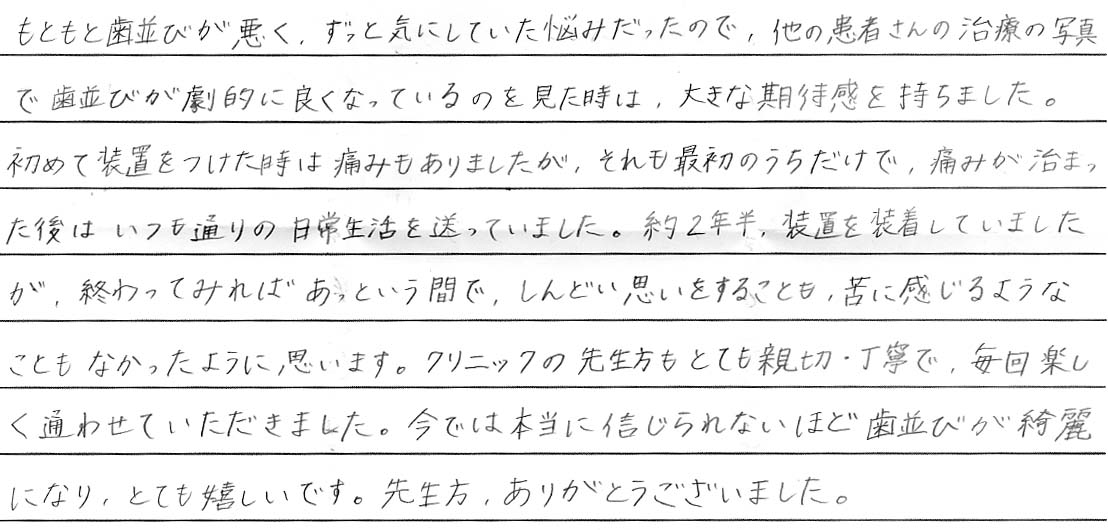 もともと歯並びが悪く、ずっと気にしていた悩みだったので、他の患者さんの治療の写真
で歯並びが劇的に良くなっているのを見た時は、大きな期待感を持ちました。
初めて装置をつけた時は痛みもありましたが、それも最初のうちだけで、痛みが治まっ
た後はいつも通りの日常生活を送っていました。約2年半、装置を装着していました
が、終わってみればあっという間で、しんどい思いをすることも、苦に感じるような
こともなかったように思います。クリニックの先生方もとても親切・丁寧で、毎回楽し
く通わせていただきました。今では本当に信じられないほど歯並びが綺麗
になり、とても嬉しいです。先生方、ありがとうございました。